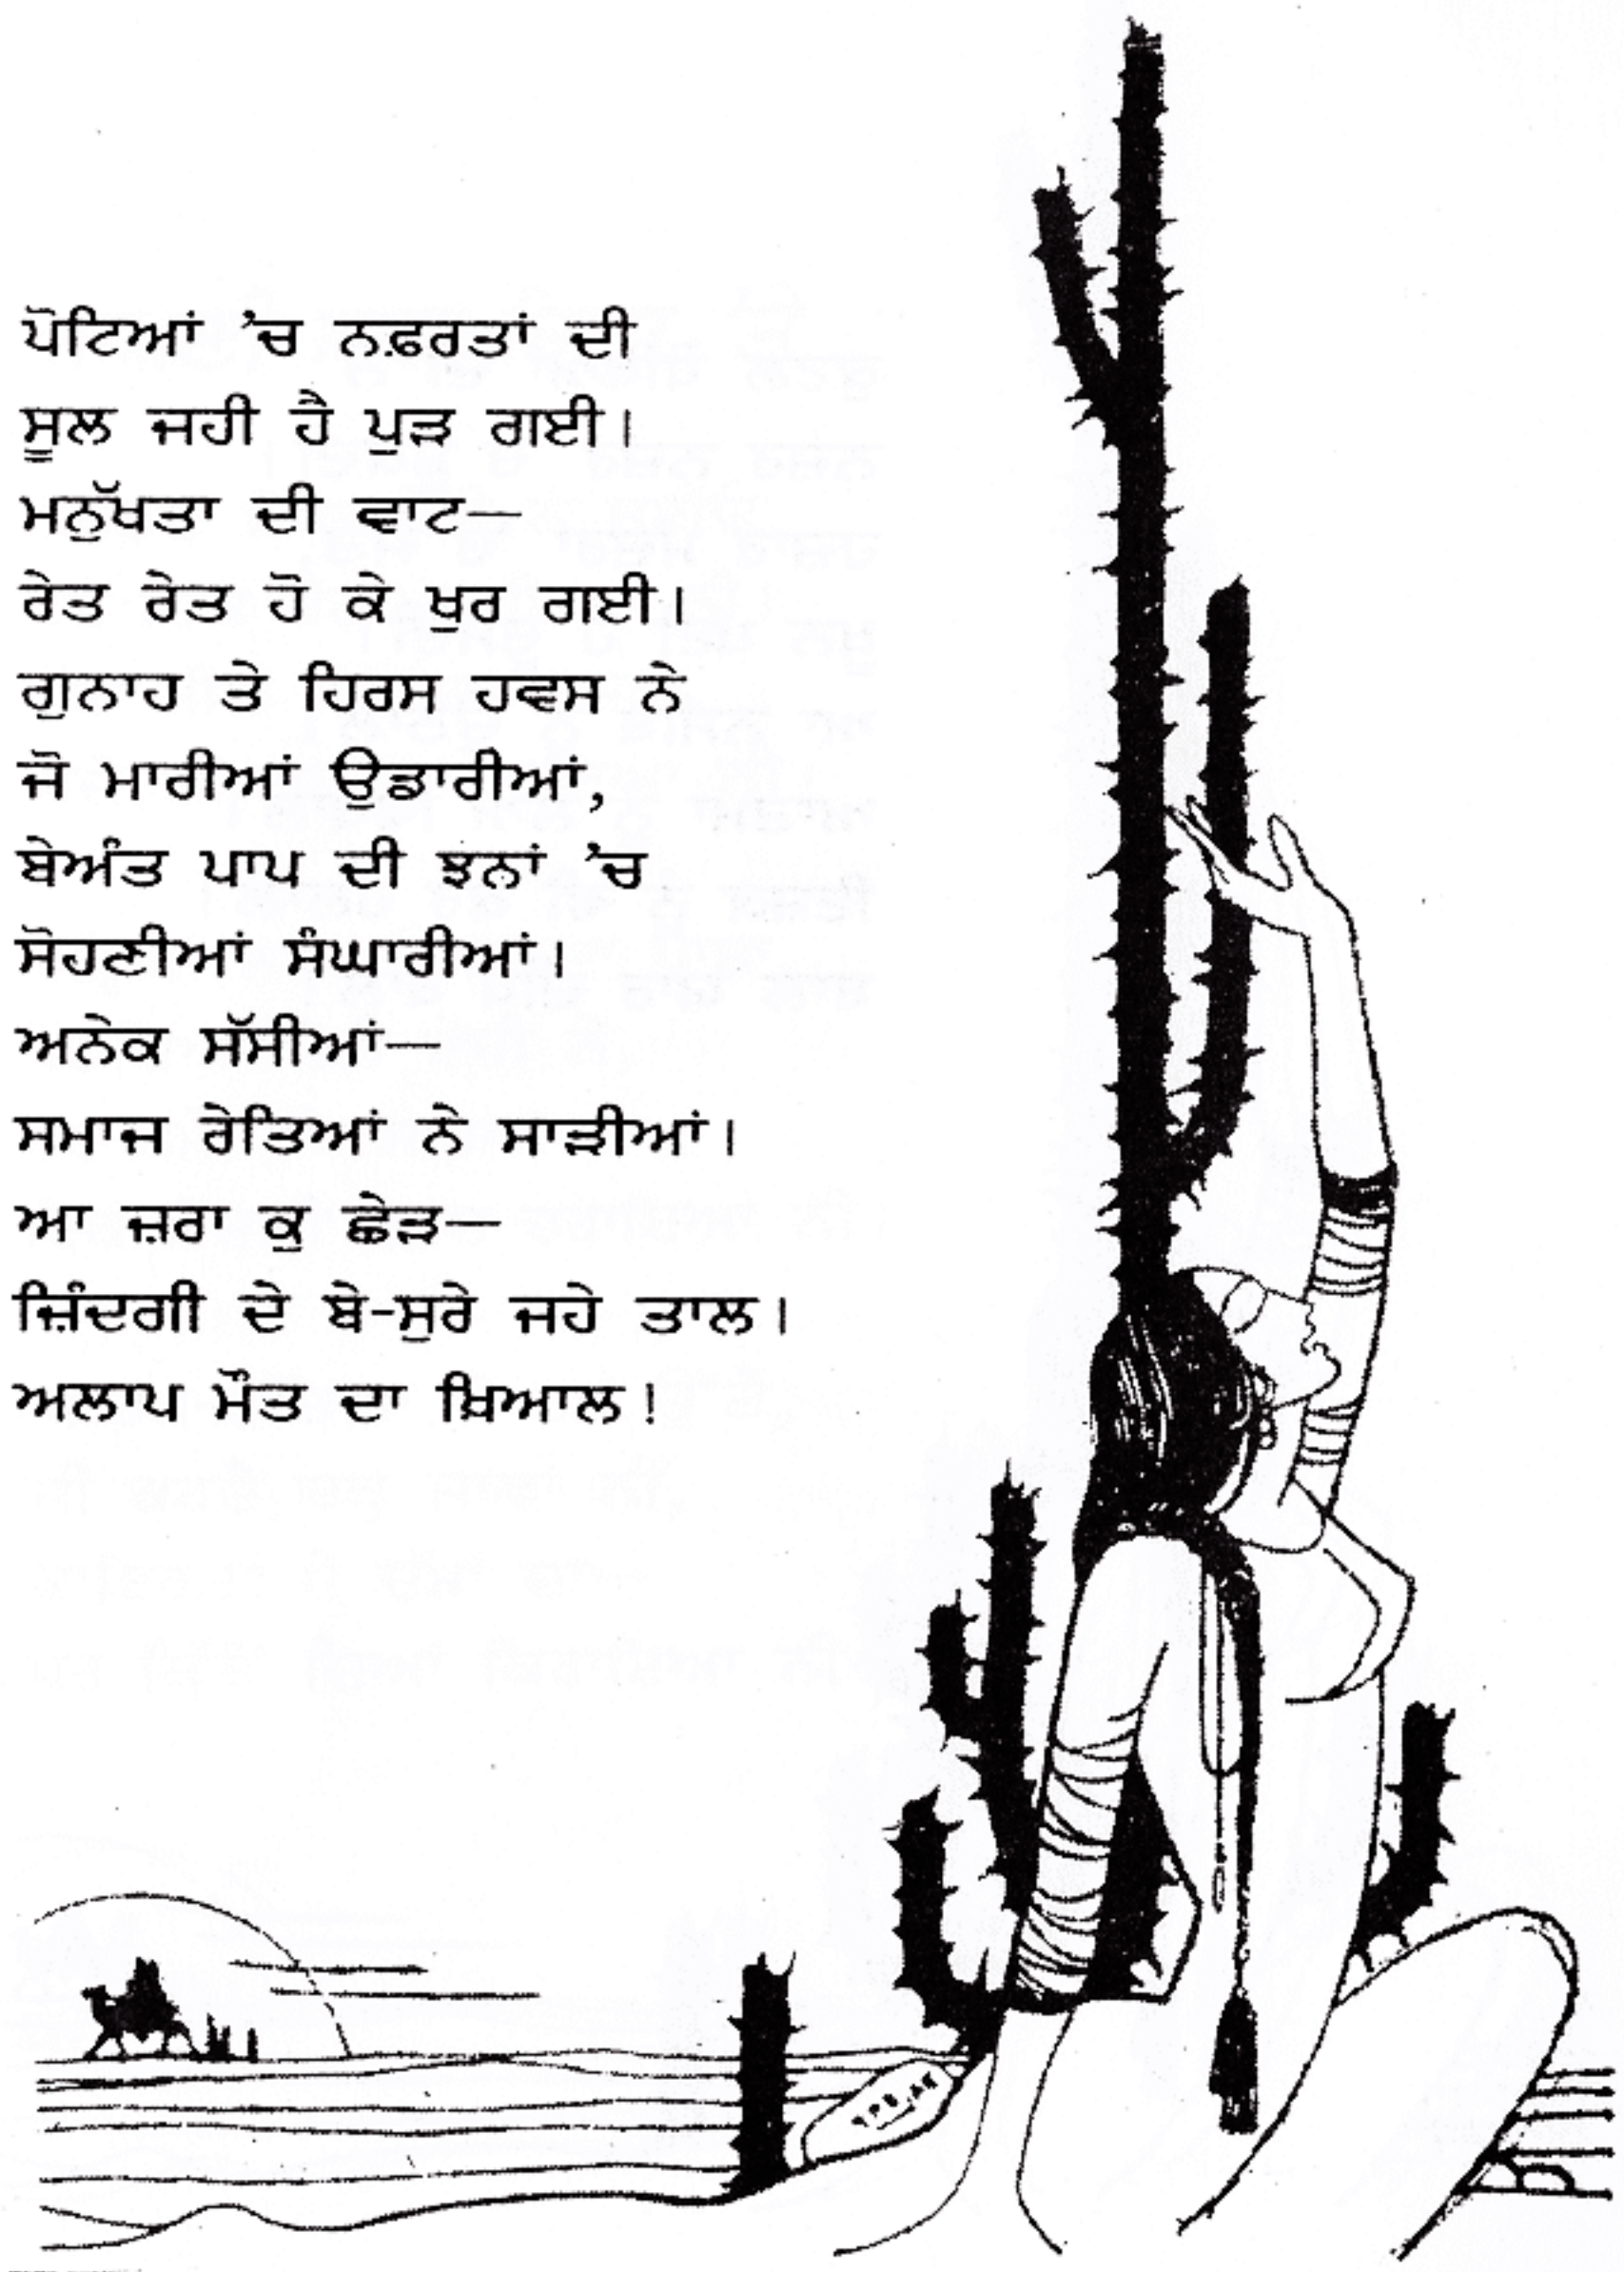 ਪੋਟਿਆਂ 'ਚ ਨਫ਼ਰਤਾਂ ਦੀ
ਸੂਲ ਜਹੀ ਹੈ ਪੁੜ ਗਈ।
ਮਨੁੱਖਤਾ ਦੀ ਵਾਟ—
ਰੇਤ ਰੇਤ ਹੋ ਕੇ ਖੁਰ ਗਈ।
ਗੁਨਾਹ ਤੇ ਹਿਰਸ ਹਵਸ ਨੇ
ਜੋ ਮਾਰੀਆਂ ਉਡਾਰੀਆਂ,
ਬੇਅੰਤ ਪਾਪ ਦੀ ਝਨਾਂ 'ਚ
ਸੋਹਣੀਆਂ ਸੰਘਾਰੀਆਂ।
ਅਨੇਕ ਸੱਸੀਆਂ—
ਸਮਾਜ ਰੇਤਿਆਂ ਨੇ ਸਾੜੀਆਂ।
ਆ ਜ਼ਰਾ ਕੁ ਛੇੜ—
ਜ਼ਿੰਦਗੀ ਦੇ ਬੇ-ਸੁਰੇ ਜਹੇ ਤਾਲ।
ਅਲਾਪ ਮੌਤ ਦਾ ਖ਼ਿਆਲ!